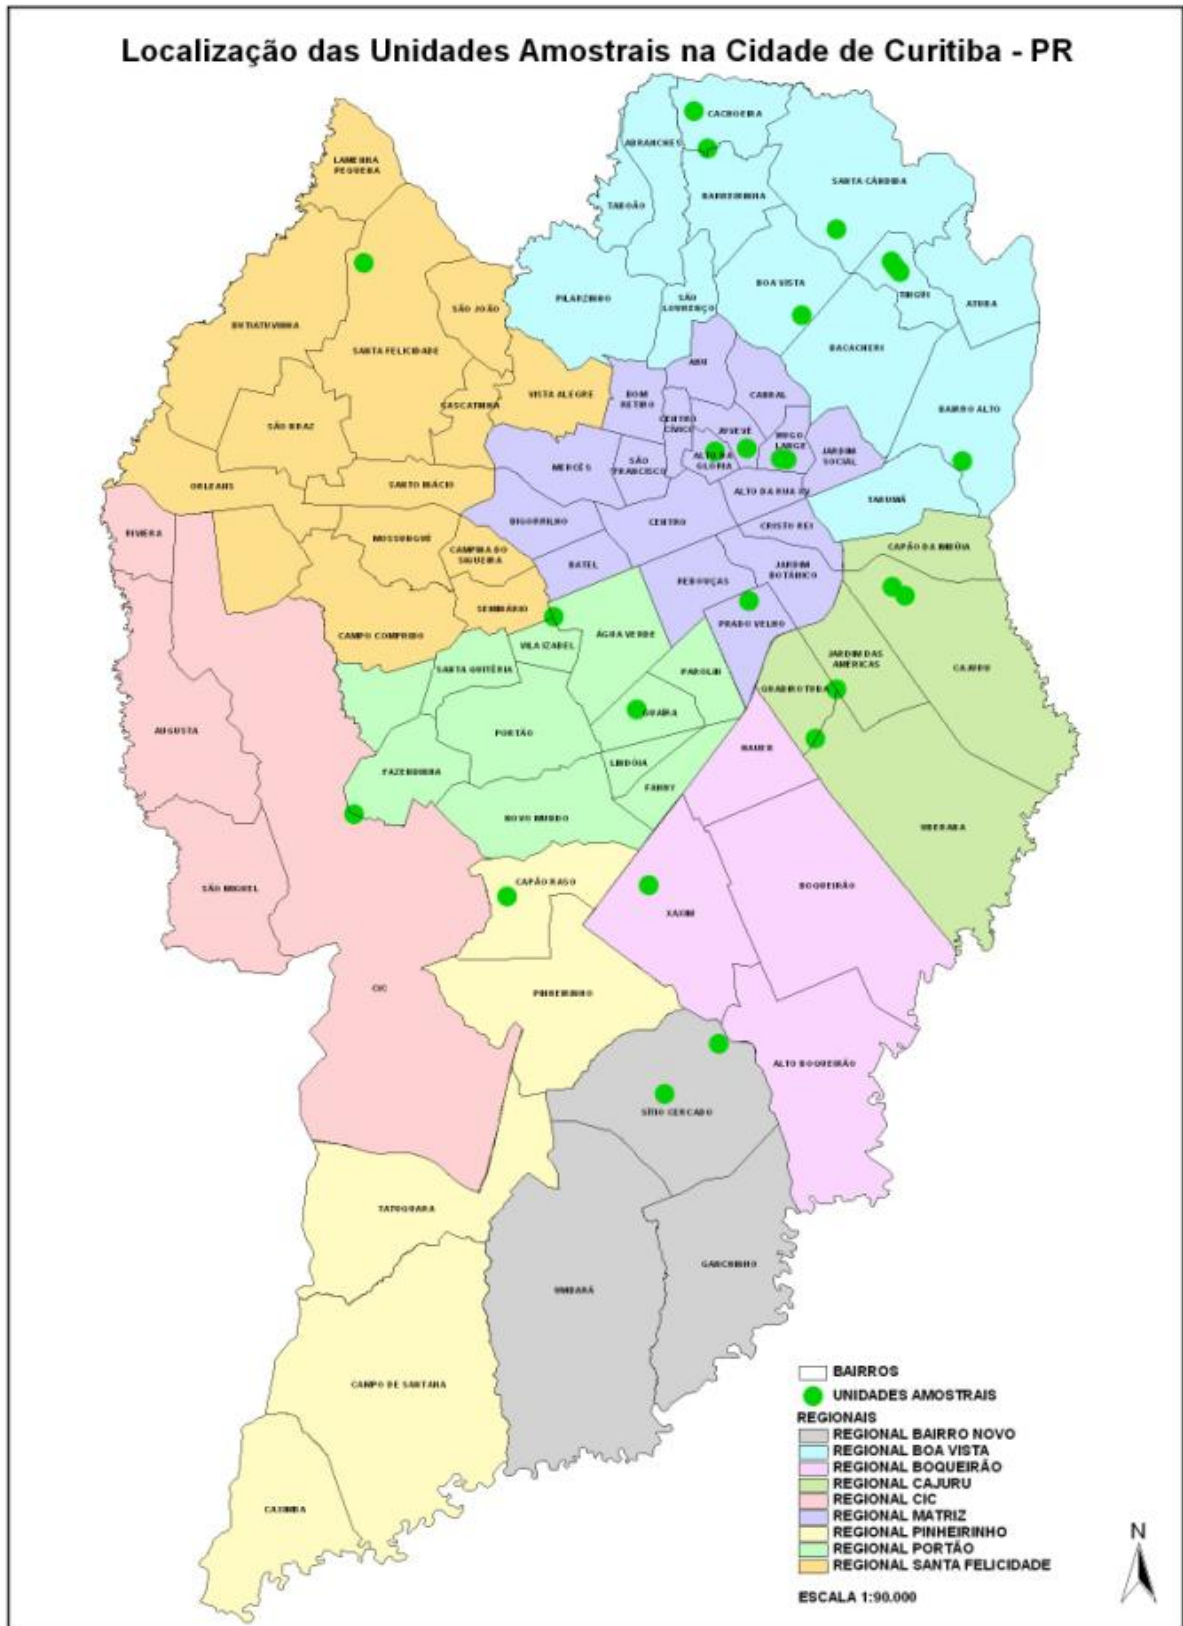 Localização das Unidades Amostrais na Cidade de Curitiba - PR
CACHOEIRA
ABRANCHES
LAMENHA
PEQUENA
SANTA CÂNDIDA
BARREIRINHA
TABOÃO
BOA VISTA
TINGÜI
ATUBA
PILARZINHO
SÃO
LOURENÇO
SÃO JOÃO
BUTIATUVINHA
SANTA FELICIDADE
BACACHERI
AHÚ
CABRAL
VISTA ALEGRE
BOM
RETIRO
CASCATINHA
BAIRRO ALTO
CENTRO
CÍVICO
JUVEVÊ
HUGO
LANGE
SÃO BRAZ
JARDIM
SOCIAL
ALTO DA
GLÓRIA
MERCÊS
SÃO
FRANCISCO
ORLEANS
SANTO INÁCIO
ALTO DA RUA XV
TARUMÃ
BIGORRILHO
CENTRO
CRISTO REI
RIVIERA
MOSSUNGUÊ
CAPÃO DA IMBÚIA
CAMPINA DO
SIQUEIRA
BATEL
JARDIM
BOTÂNICO
REBOUÇAS
SEMINÁRIO
PRADO VELHO
CAMPO COMPRIDO
ÁGUA VERDE
VILA IZABEL
JARDIM DAS
AMÉRICAS
SANTA QUITÉRIA
PAROLIN
CAJURU
GUABIROTUBA
GUAÍRA
AUGUSTA
PORTÃO
HAUER
LINDÓIA
FAZENDINHA
FANNY
NOVO MUNDO
UBERABA
CAPÃO RASO
SÃO MIGUEL
BOQUEIRÃO
XAXIM
CIC
PINHEIRINHO
ALTO BOQUEIRÃO
SÍTIO CERCADO
TATUQUARA
GANCHINHO
UMBARÁ
CAMPO DE SANTANA
CAXIMBA
BAIRROS
UNIDADES AMOSTRAIS
REGIONAIS
REGIONAL BAIRRO NOVO
REGIONAL BOA VISTA
REGIONAL BOQUEIRÃO
REGIONAL CAJURU
REGIONAL CIC
REGIONAL MATRIZ
REGIONAL PINHEIRINHO
REGIONAL PORTÃO
REGIONAL SANTA FELICIDADE
ESCALA 1:90.000
N